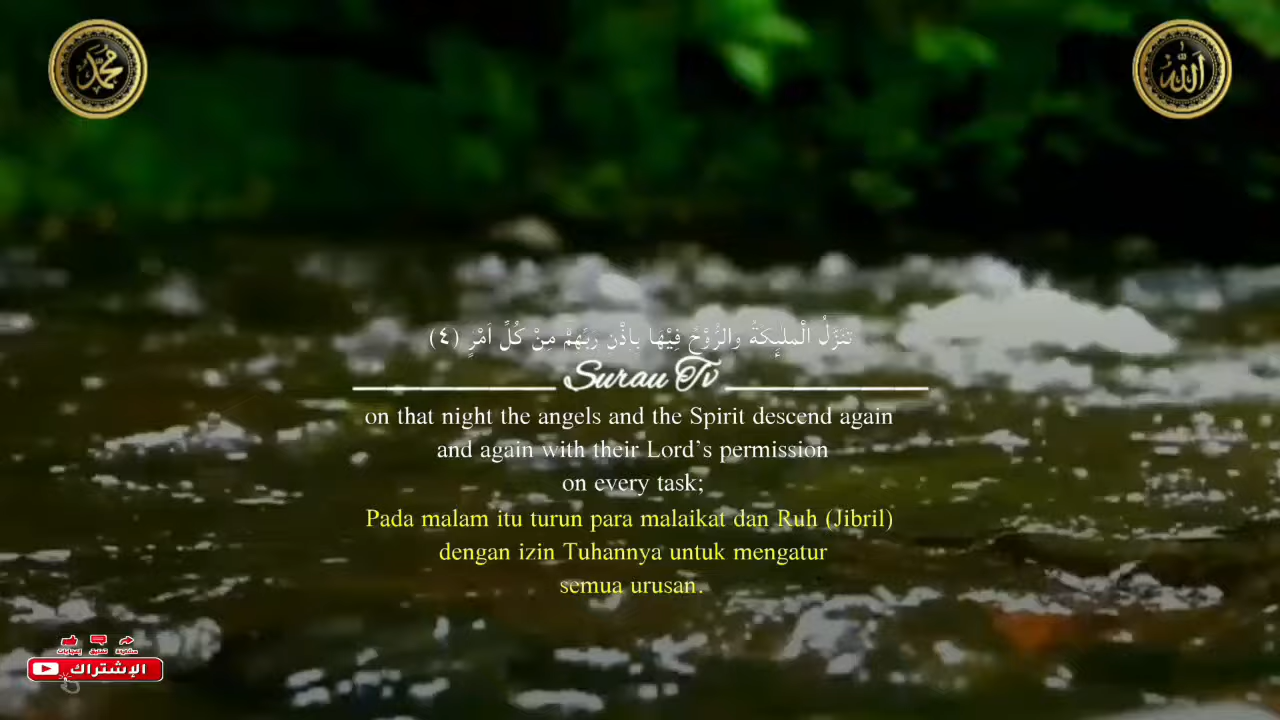 محمد
الله
تَنَزَّلُ الْمَلٰۤىِٕكَةُ وَالرُّوْحُ فِيْهَا بِاِذْنِ رَبِّهِمْۚ مِنْ كُلِّ اَمْرٍۛ (٤)
Surau Tv
on that night the angels and the Spirit descend again
and again with their Lord’s permission
on every task;
Pada malam itu turun para malaikat dan Ruh (Jibril)
dengan izin Tuhannya untuk mengatur
semua urusan.
الإشتراك